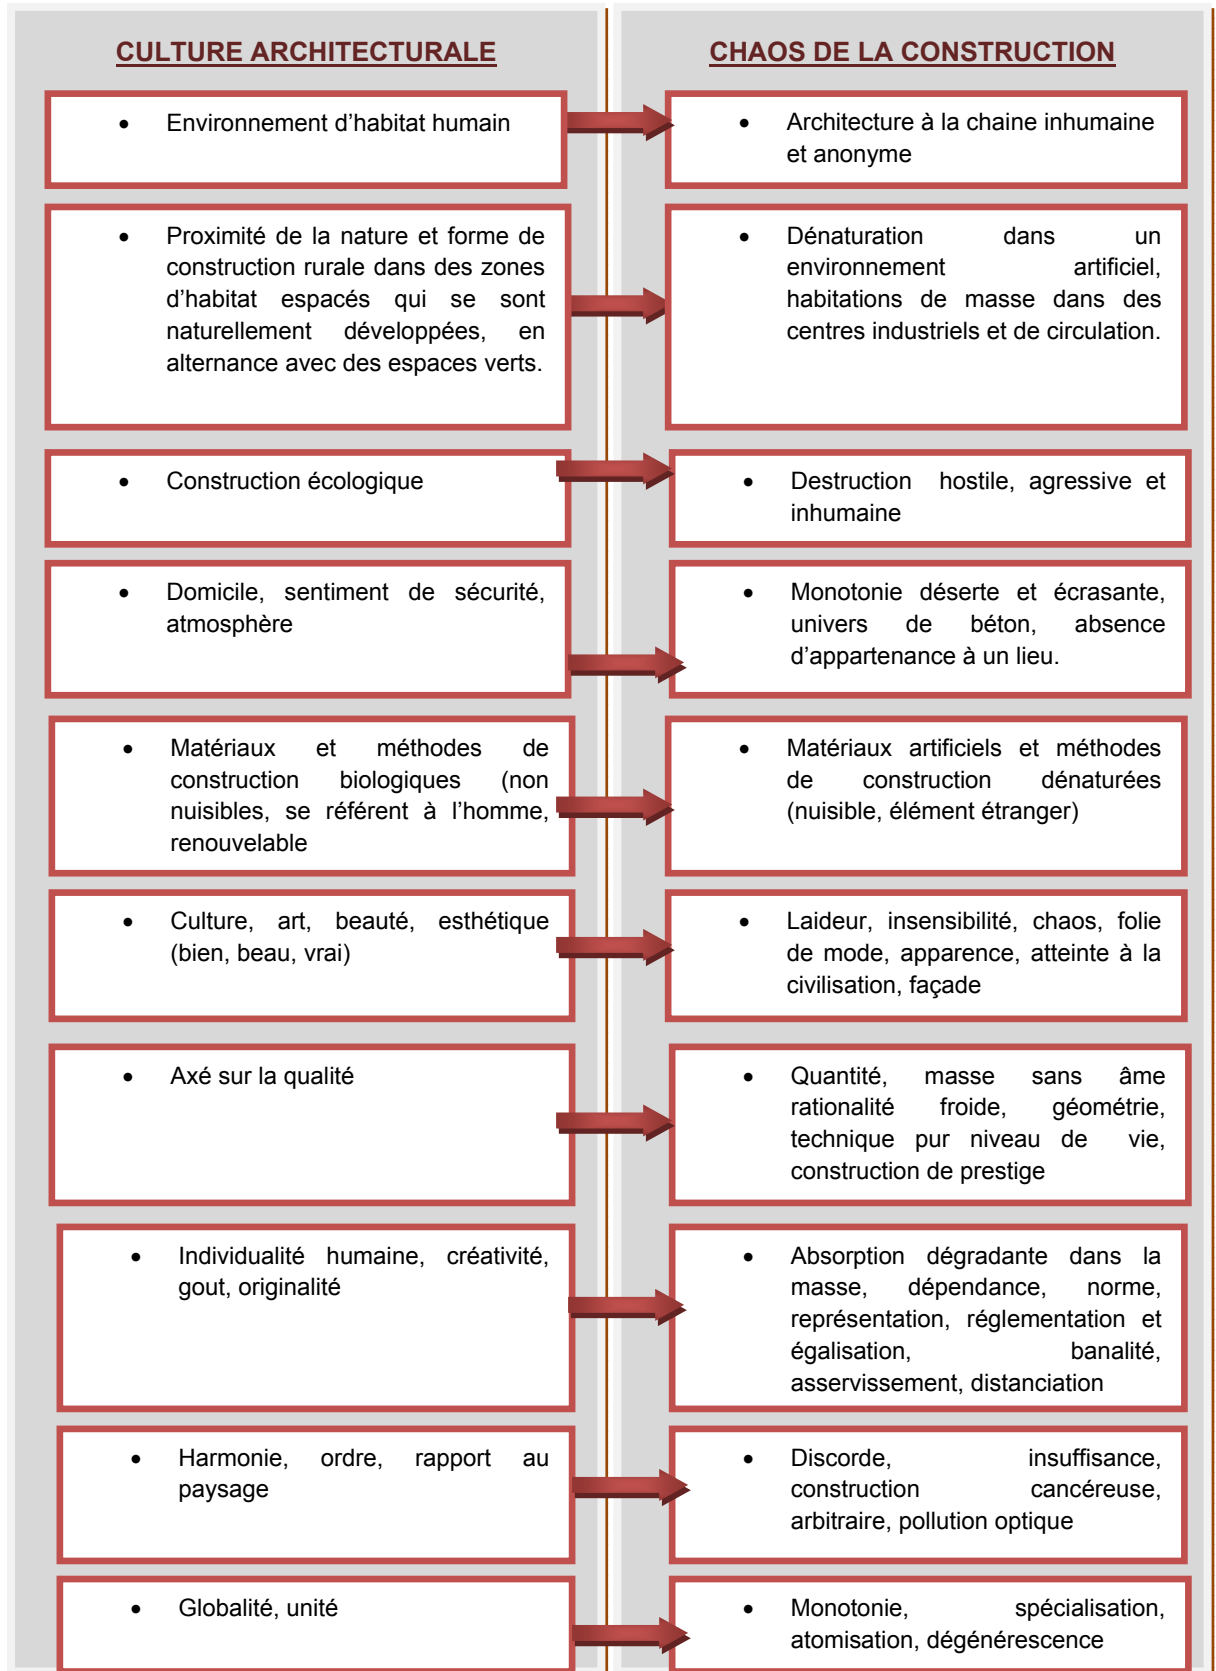 CULTURE ARCHITECTURALE
CHAOS DE LA CONSTRUCTION
• Environnement d’habitat humain
• Architecture à la chaine inhumaine
et anonyme
• Proximité de la nature et forme de
construction rurale dans des zones
d’habitat espacés qui se sont
naturellement développées, en
alternance avec des espaces verts.
• Dénaturation dans un
environnement artificiel,
habitations de masse dans des
centres industriels et de circulation.
• Construction écologique
• Destruction hostile, agressive et
inhumaine
• Domicile, sentiment de sécurité,
atmosphère
• Monotonie déserte et écrasante,
univers de béton, absence
d’appartenance à un lieu.
• Matériaux et méthodes de
construction biologiques (non
nuisibles, se référent à l’homme,
renouvelable
• Matériaux artificiels et méthodes
de construction dénaturées
(nuisible, élément étranger)
• Culture, art, beauté, esthétique
(bien, beau, vrai)
• Laideur, insensibilité, chaos, folie
de mode, apparence, atteinte à la
civilisation, façade
• Axé sur la qualité
• Quantité, masse sans âme
rationalité froide, géométrie,
technique pur niveau de vie,
construction de prestige
• Individualité humaine, créativité,
gout, originalité
• Absorption dégradante dans la
masse, dépendance, norme,
représentation, réglementation et
égalisation, banalité,
asservissement, distanciation
• Harmonie, ordre, rapport au
paysage
• Discorde, insuffisance,
construction cancéreuse,
arbitraire, pollution optique
• Globalité, unité
• Monotonie, spécialisation,
atomisation, dégénérescence